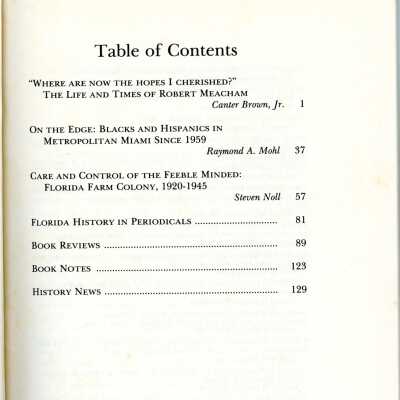 Table of Contents
"Where are now the hopes I cherished?"
The Life and Times of Robert Meacham
Canter Brown, Jr. 1
On the Edge: Blacks and Hispanics in
Metropolitan Miami Since 1959
Raymond A. Mohl 37
Care and Control of the Feeble Minded:
Florida Farm Colony, 1920-1945
Steven Noll 57
Florida History in Periodicals .............................. 81
Book Reviews ................................................................ 89
Book Notes ................................................................... 123
History News ................................................................ 129